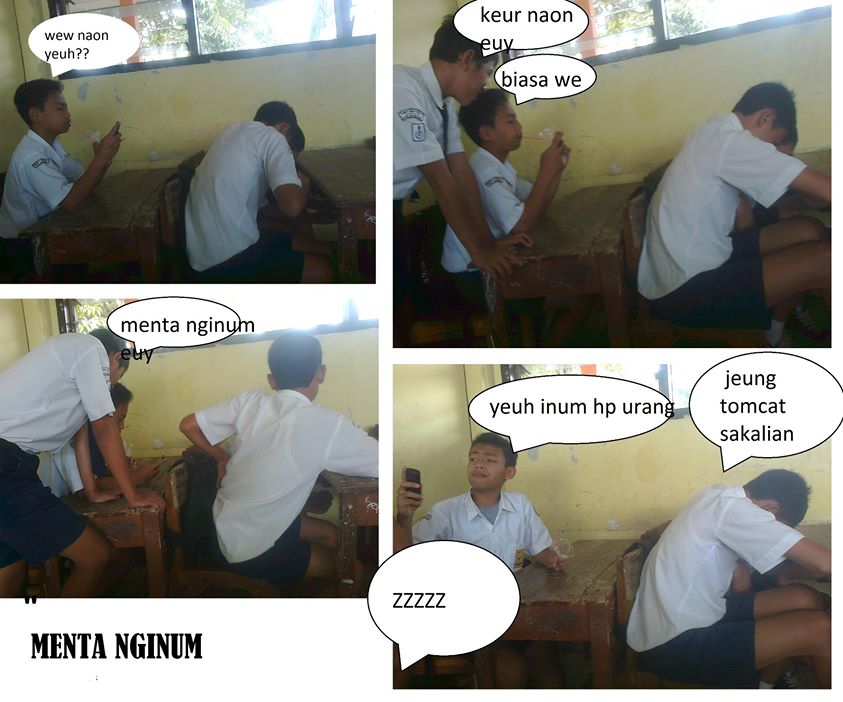 wew naon
yeuh??
keur naon
euy
biasa we
menta nginum
euy
yeuh inum hp urang
jeung
tomcat
sakalian
ZZZZZ
"
MENTA NGINUM